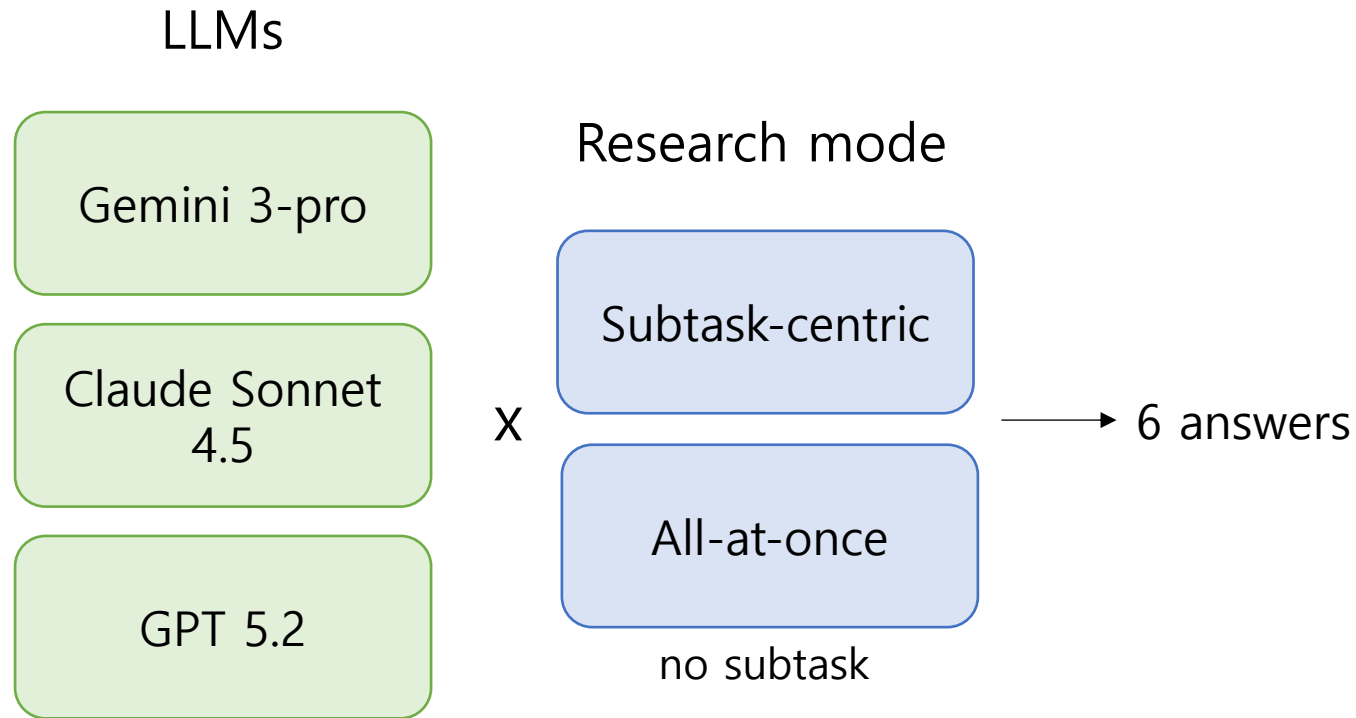 LLMs
Gemini 3-pro
Claude Sonnet
4.5
GPT 5.2
x
Research mode
Subtask-centric
All-at-once
no subtask
6 answers